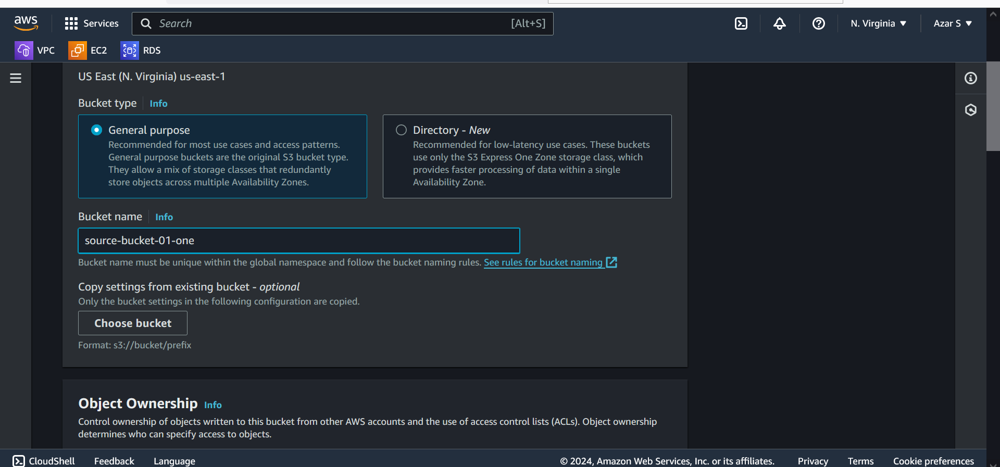 aws
Services
Search [Alt+S]
N. Virginia
Azar S
VPC
EC2
RDS
US East (N. Virginia) us-east-1
Bucket type
Info
General purpose
Recommended for most use cases and access patterns.
General purpose buckets are the original S3 bucket type.
They allow a mix of storage classes that redundantly
store objects across multiple Availability Zones.
Directory - New
Recommended for low-latency use cases. These buckets
use only the S3 Express One Zone storage class, which
provides faster processing of data within a single
Availability Zone.
Bucket name
Info
source-bucket-01-one
Bucket name must be unique within the global namespace and follow the bucket naming rules. See rules for bucket naming
Copy settings from existing bucket - optional
Only the bucket settings in the following configuration are copied.
Choose bucket
Format: s3://bucket/prefix
Object Ownership Info
Control ownership of objects written to this bucket from other AWS accounts and the use of access control lists (ACLs). Object ownership
determines who can specify access to objects.
CloudShell
Feedback
Language
© 2024, Amazon Web Services, Inc. or its affiliates.
Privacy
Terms
Cookie preferences